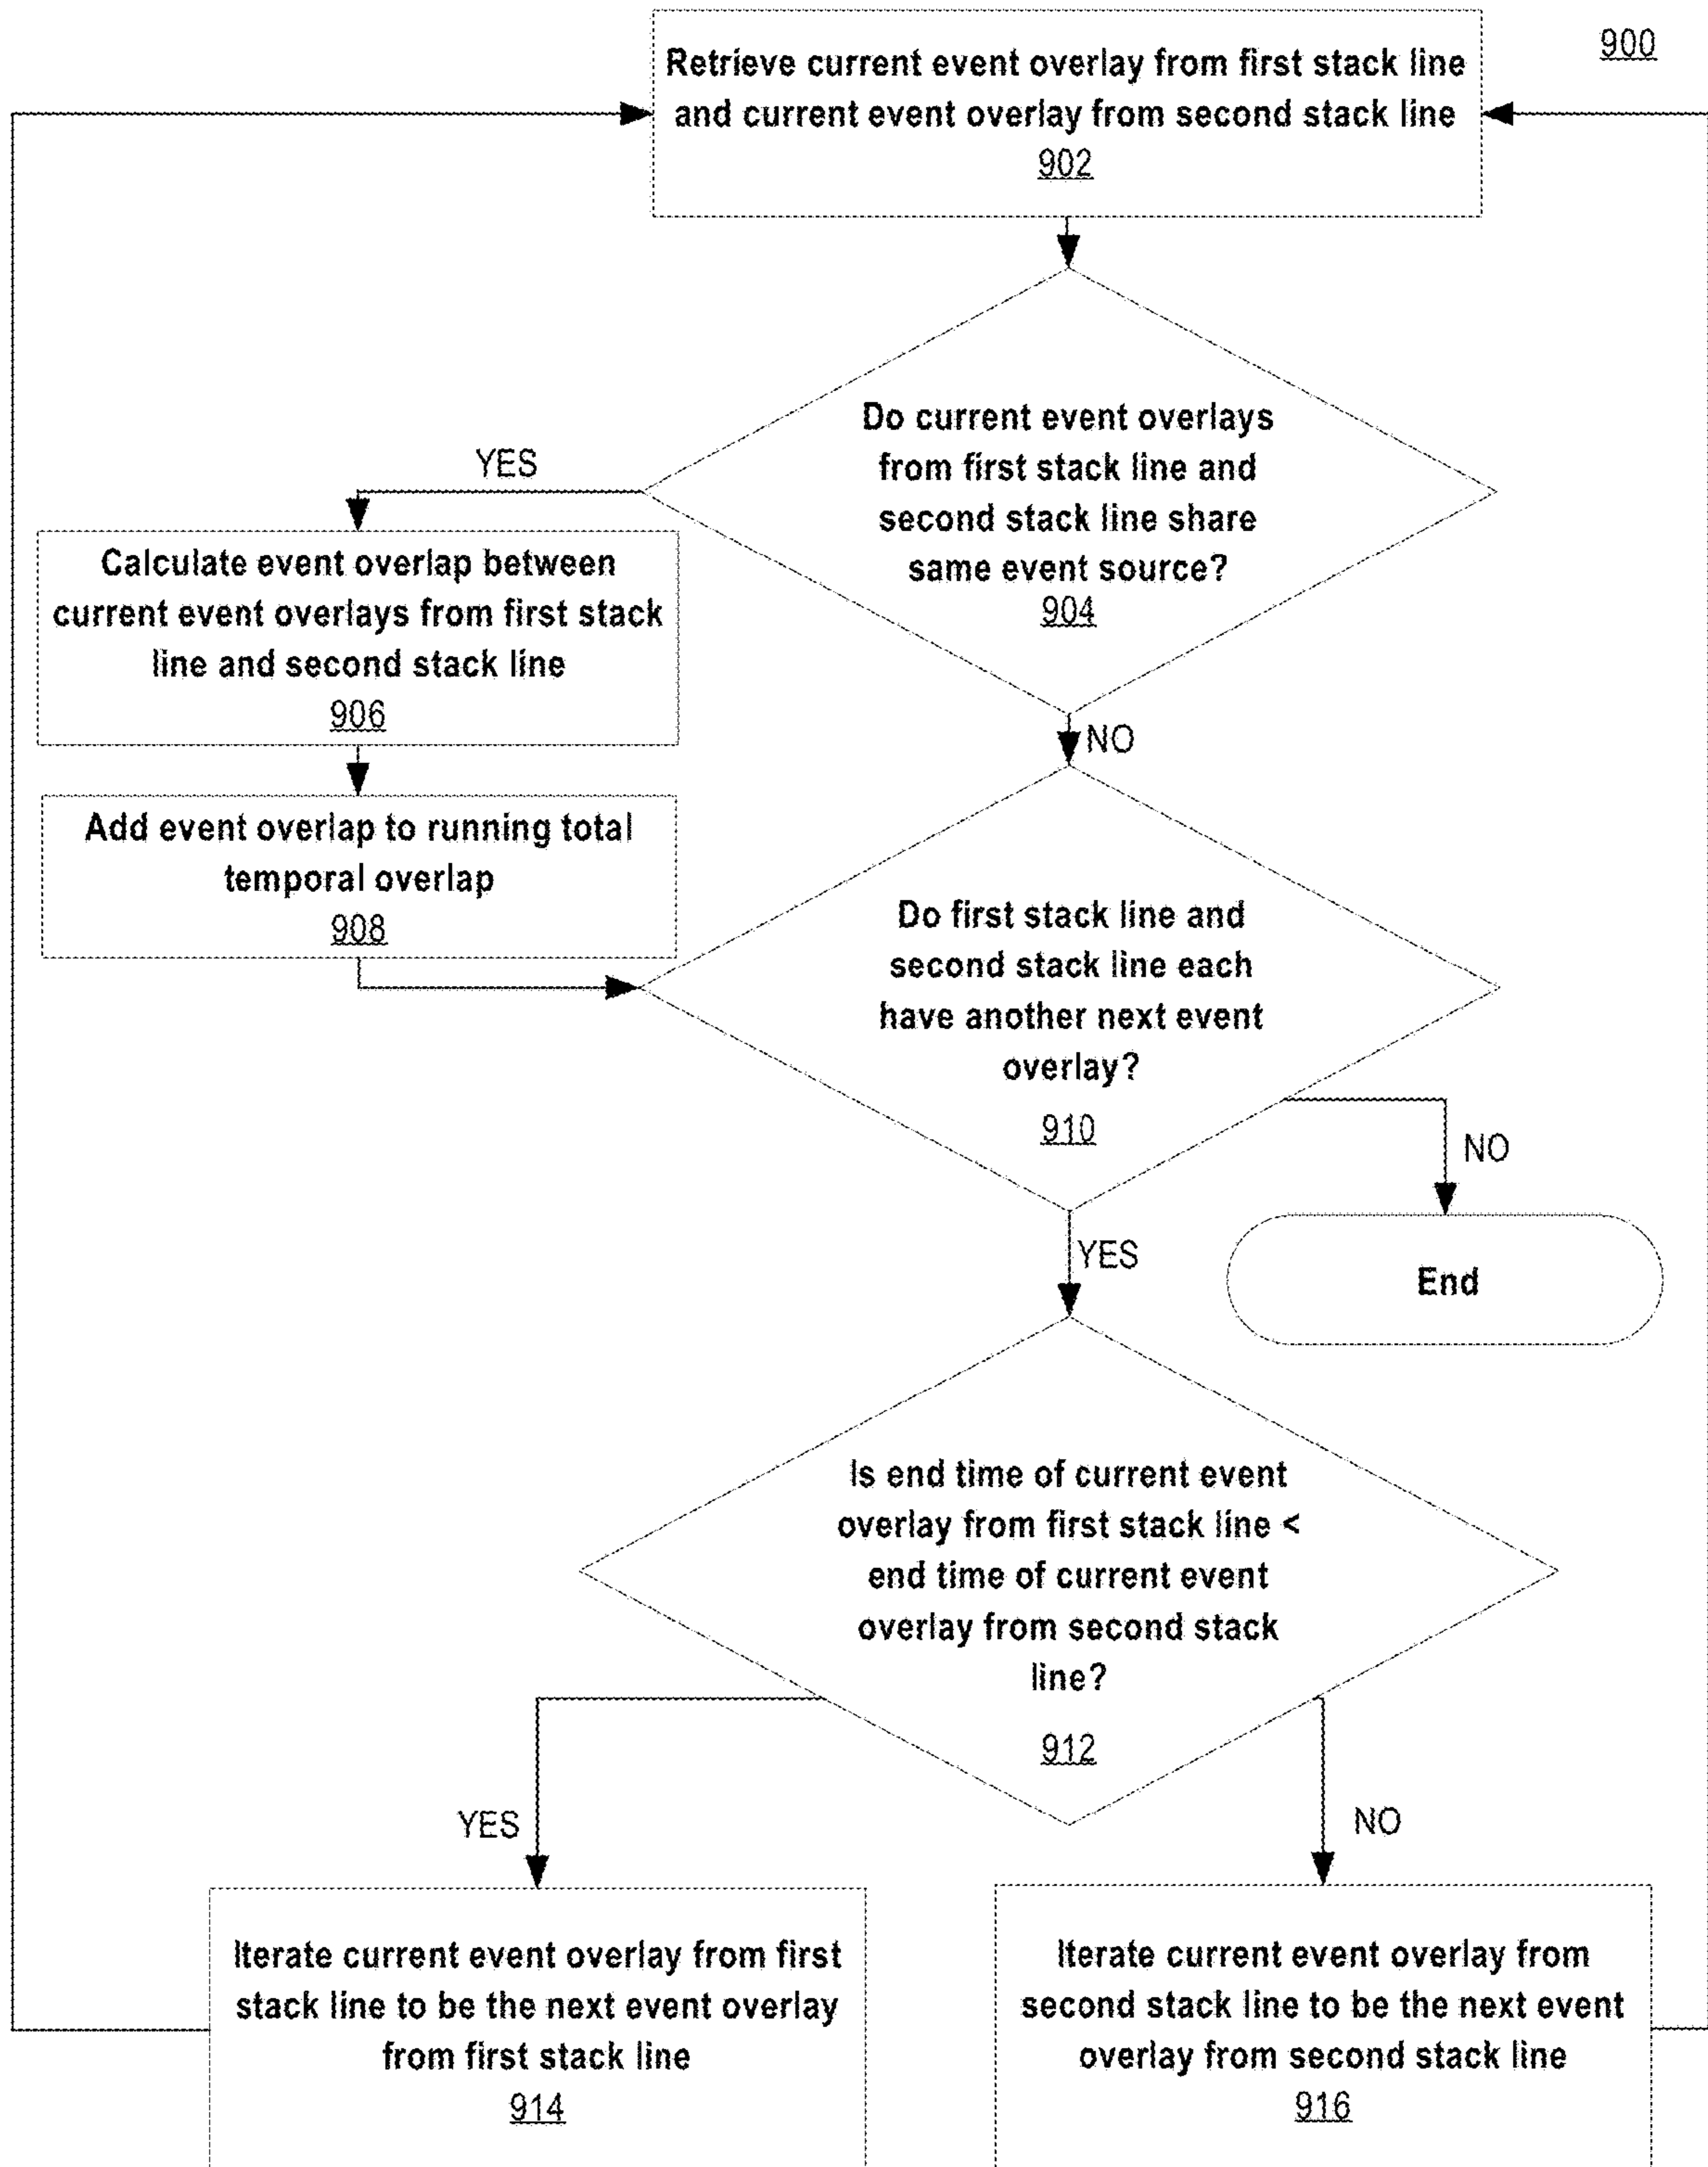 900
Retrieve current event overlay from first stack line
and current event overlay from second stack line
902
Do current event overlays
from first stack line and
second stack line share
same event source?
904
YES
Calculate event overlap between
current event overlays from first stack
line and second stack line
906
NO
Add event overlap to running total
temporal overlap
908
Do first stack line and
second stack line each
have another next event
overlay?
910
NO
End
YES
Is end time of current event
overlay from first stack line <
end time of current event
overlay from second stack
line?
912
YES
NO
Iterate current event overlay from first
stack line to be the next event overlay
from first stack line
914
Iterate current event overlay from
second stack line to be the next event
overlay from second stack line
916